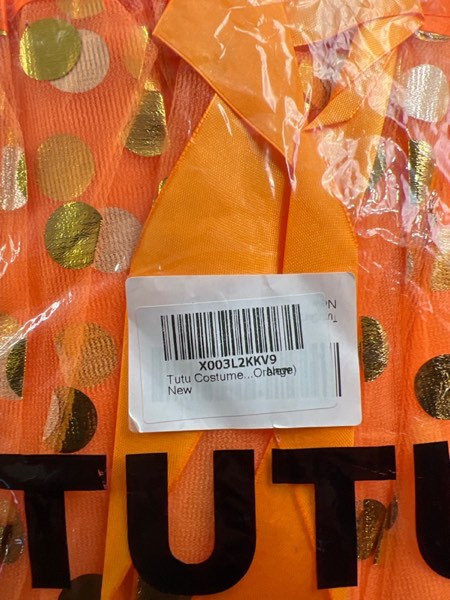 X003L2KKV9
Tutu Costume...Orange)
New
TUTU